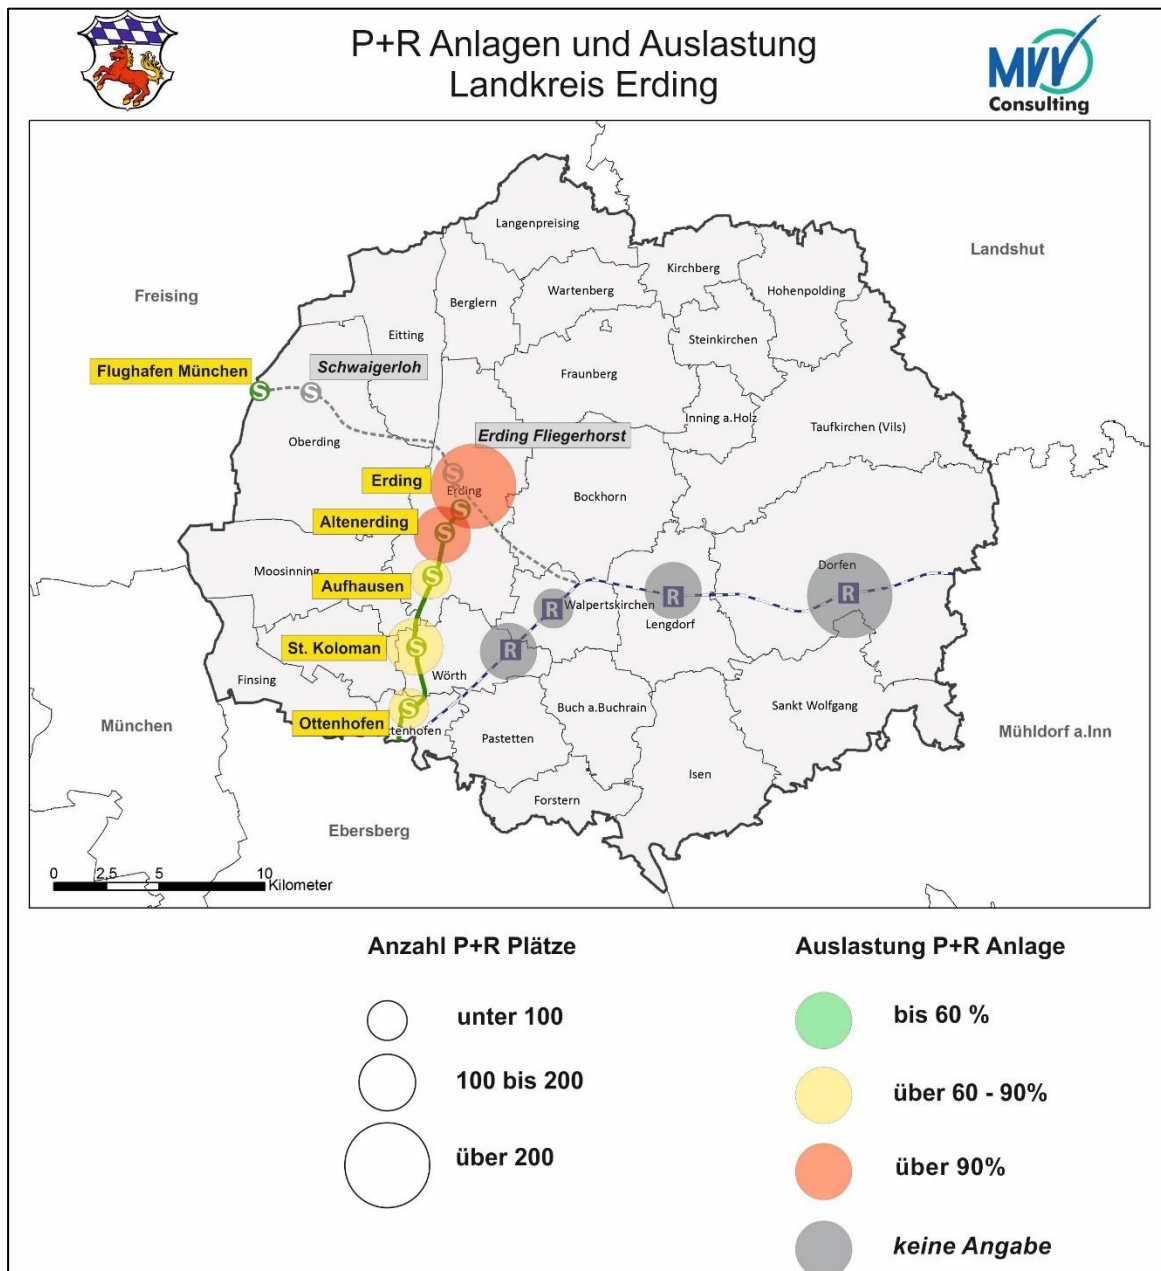 P+R Anlagen und Auslastung
Landkreis Erding
MVV
Consulting
Langenpreising
Landshut
Kirchberg
Freising
Wartenberg
Hohenpolding
Berglern
Eitting
Steinkirchen
Flughafen München
S
Schwaigerloh
S
Fraunberg
Inning a.Holz
Taufkirchen (Vils)
Oberding
Erding Fliegerhorst
Erding
S
Erding
Bockhorn
S
Altenerding
S
Moosinning
Aufhausen
S
Dorfen
R
Walpertskirchen
R
Lengdorf
R
St. Koloman
S
R
Finsing
Wörth
Ottenhofen
S
ttenhofen
Buch a.Buchrain
Sankt Wolfgang
München
Pastetten
Mühldorf a.Inn
Isen
Forstern
Ebersberg
0 2,5 5 10
Kilometer
Anzahl P+R Plätze
unter 100
100 bis 200
über 200
Auslastung P+R Anlage
bis 60 %
über 60 - 90%
über 90%
keine Angabe